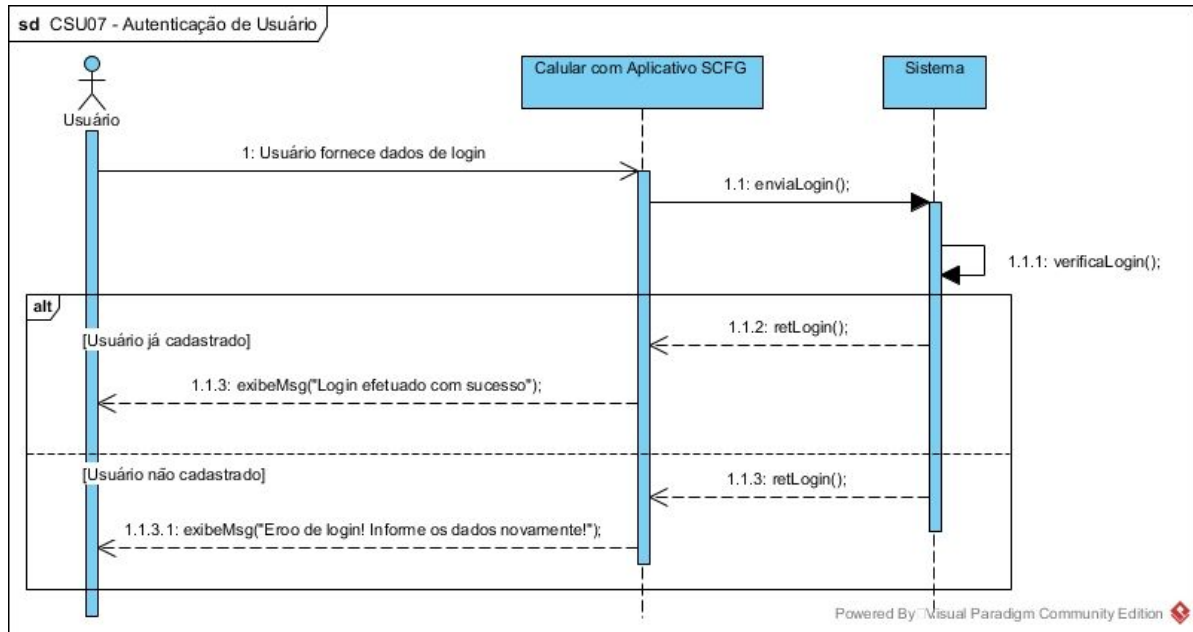 sd CSU07 - Autenticação de Usuário
Calular com Aplicativo SCFG
Sistema
Usuário
1: Usuário fornece dados de login
1.1: enviaLogin();
1.1.1: verificaLogin();
alt
1.1.2: retLogin();
[Usuário já cadastrado]
1.1.3: exibeMsg("Login efetuado com sucesso");
[Usuário não cadastrado]
1.1.3: retLogin();
1.1.3.1: exibeMsg("Eroo de login! Informe os dados novamente!");
Powered By Visual Paradigm Community Edition